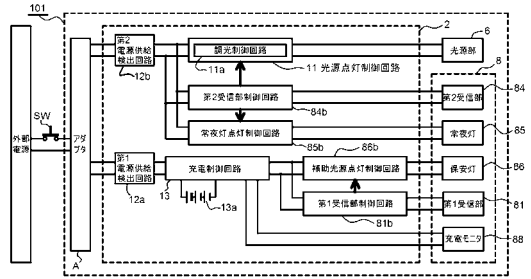 101
2
6
第2
電源供給
検出回路
12b
調光制御回路
11a
11 光源点灯制御回路
光源部
8
第2受信部制御回路
84b
第2受信部
84
SW
外部
電源
アダプタ
常夜灯点灯制御回路
85b
常夜灯
85
86b
第1
電源供給
検出回路
12a
充電制御回路
13
13a
補助光源点灯制御回路
保安灯
86
第1受信部制御回路
81b
第1受信部
81
充電モニタ
88
A